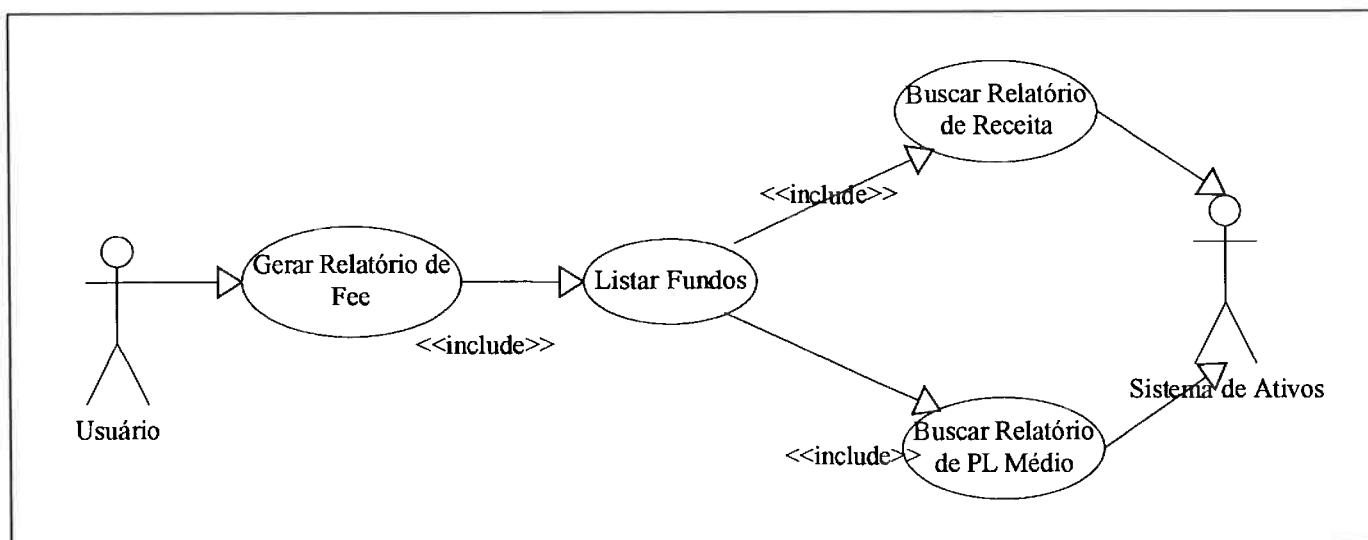 Buscar Relatório
de Receita
<<include>>
Gerar Relatório de
Fee
Listar Fundos
<<include>>
Usuário
Sistema de Ativos
Buscar Relatório
de PL Médio
<<include>>